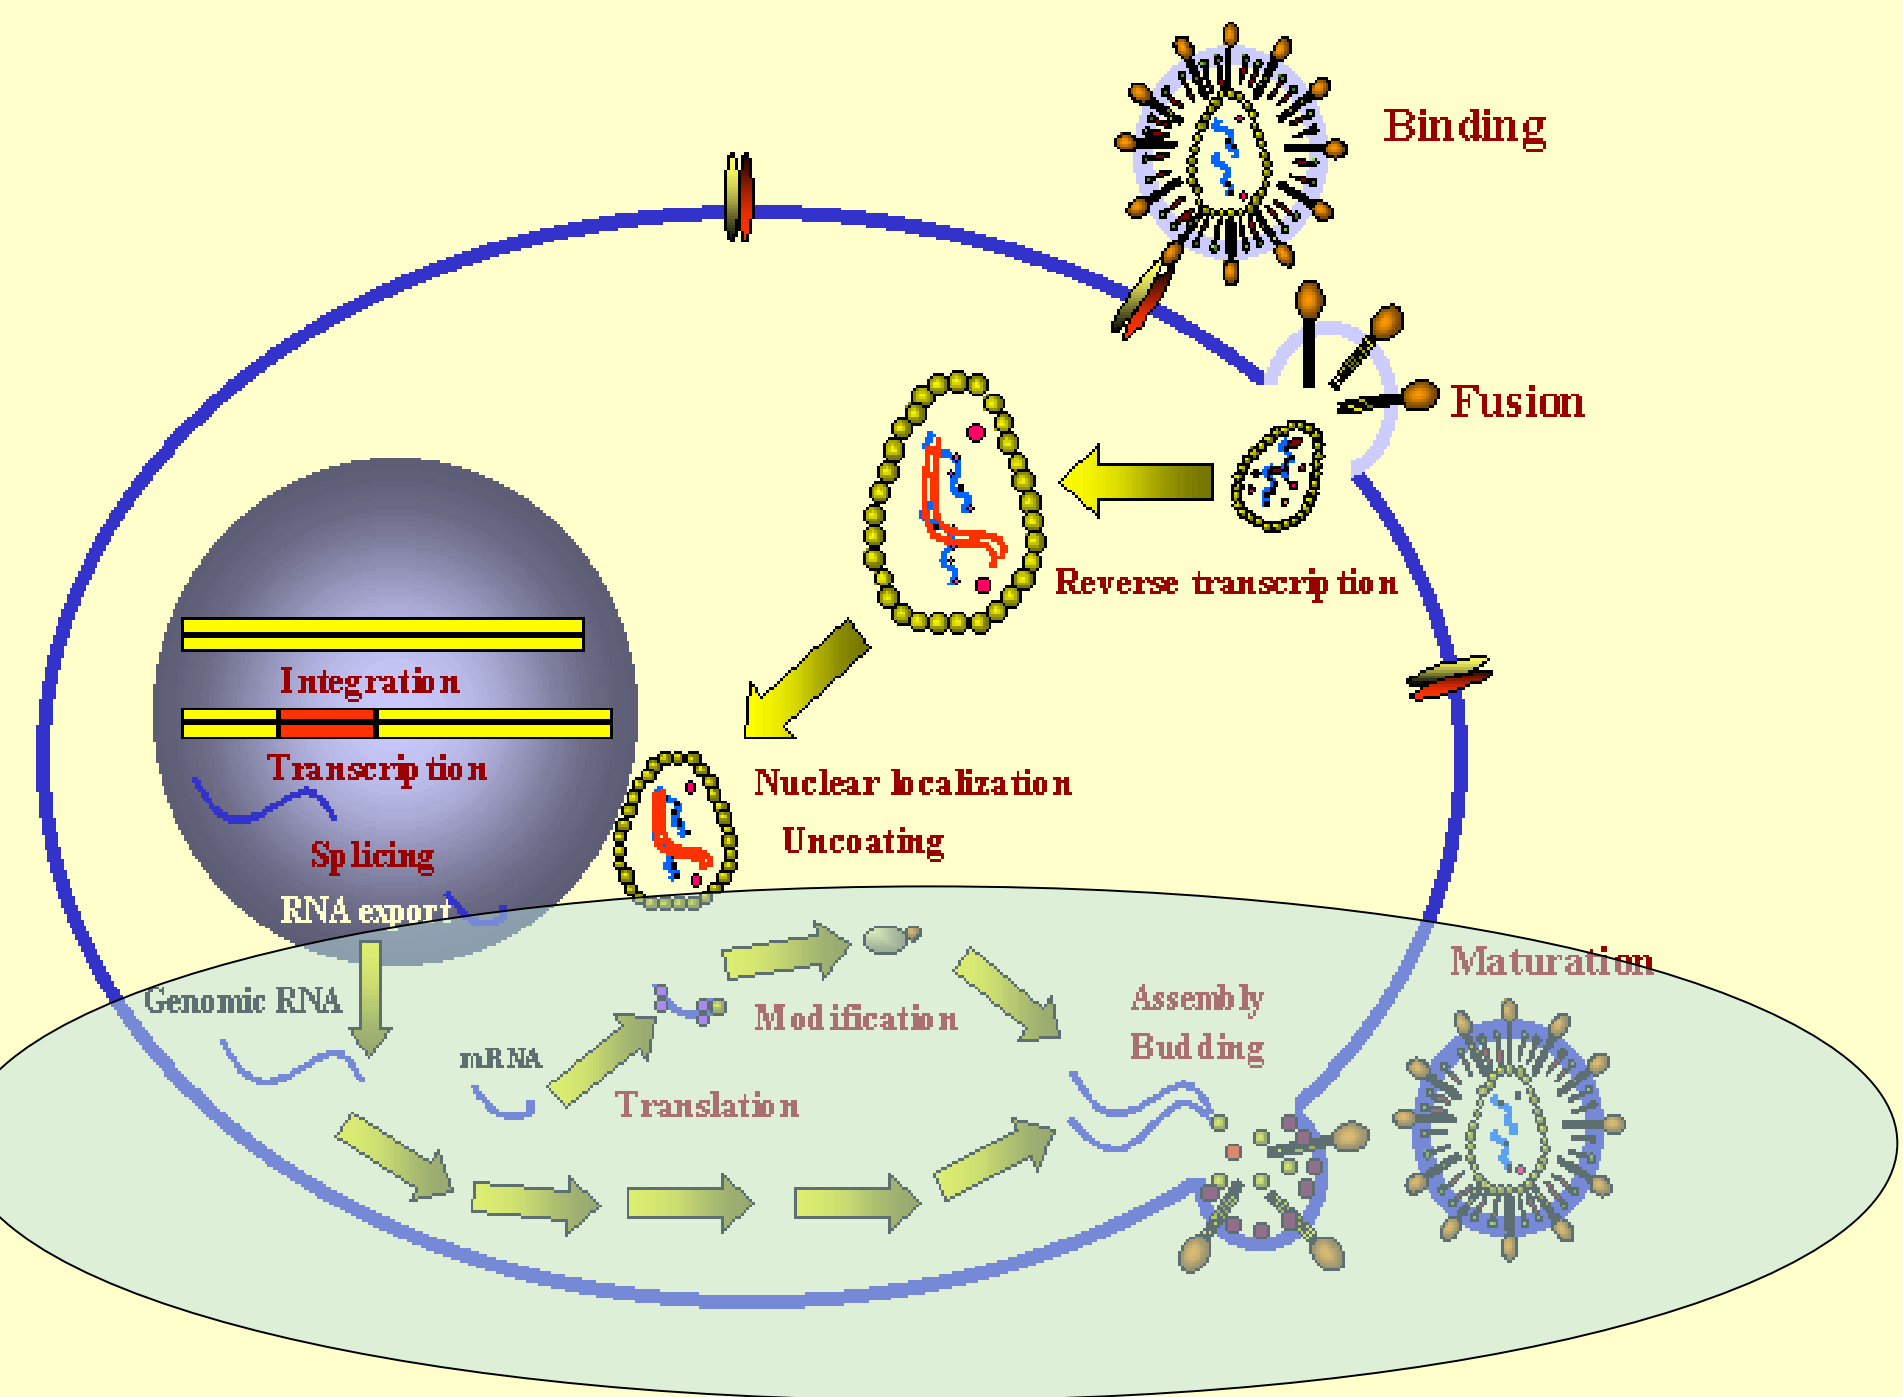 Binding
Fusion
Reverse transcription
Integration
Transcription
Nuclear localization
Uncoating
Splicing
RNA export
Genomic RNA
mRNA
Modification
Translation
Assembly
Budding
Maturation